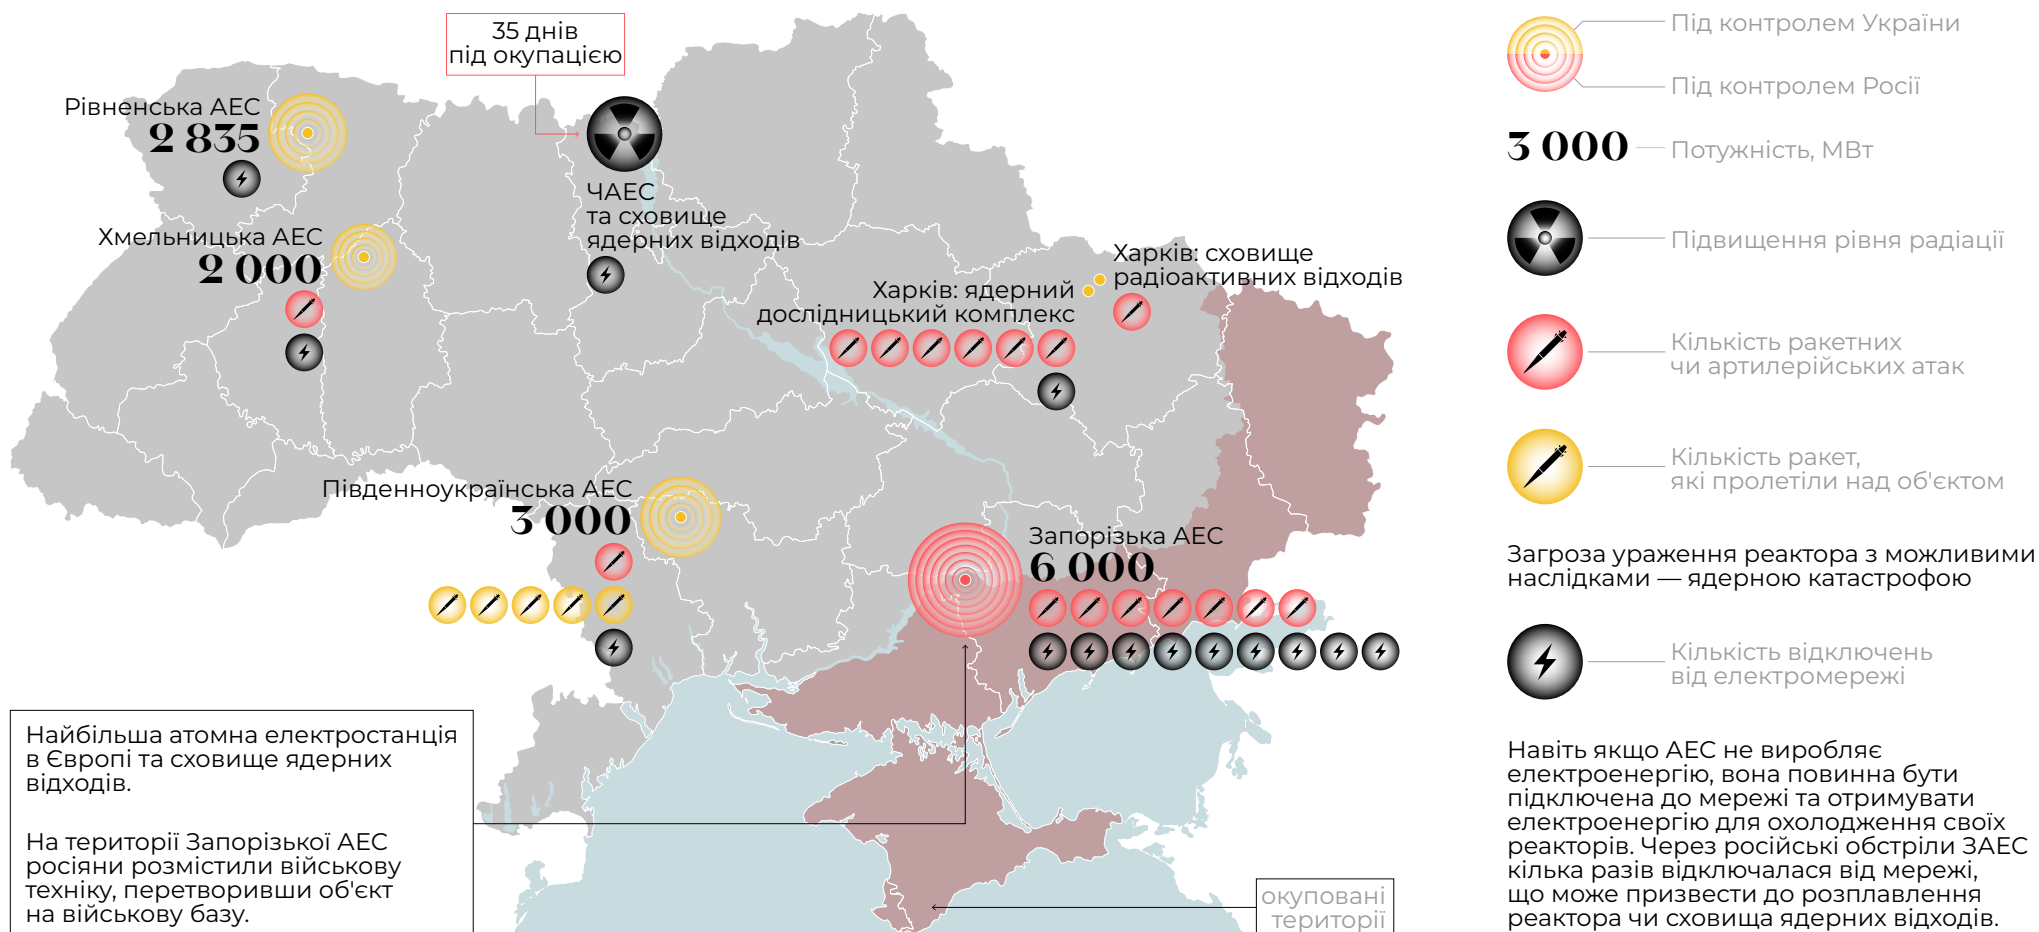 35 днів
під окупацією
Рівненська АЕС
2 835
Хмельницька АЕС
2 000
ЧАЕС
та сховище
ядерних відходів
Харків: сховище
радіоактивних відходів
Харків: ядерний
дослідницький комплекс
Південноукраїнська АЕС
3 000
Запорізька АЕС
6 000
Найбільша атомна електростанція
в Європі та сховище ядерних
відходів.
На території Запорізької АЕС
росіяни розмістили військову
техніку, перетворивши об'єкт
на військову базу.
окуповані
території
Під контролем України
Під контролем Росії
3 000
Потужність, МВт
Підвищення рівня радіації
Кількість ракетних
чи артилерійських атак
Кількість ракет,
які пролетіли над об'єктом
Загроза ураження реактора з можливими
наслідками — ядерною катастрофою
Кількість відключень
від електромережі
Навіть якщо АЕС не виробляє
електроенергію, вона повинна бути
підключена до мережі та отримувати
електроенергію для охолодження своїх
реакторів. Через російські обстріли ЗАЕС
кілька разів відключалася від мережі,
що може призвести до розплавлення
реактора чи сховища ядерних відходів.